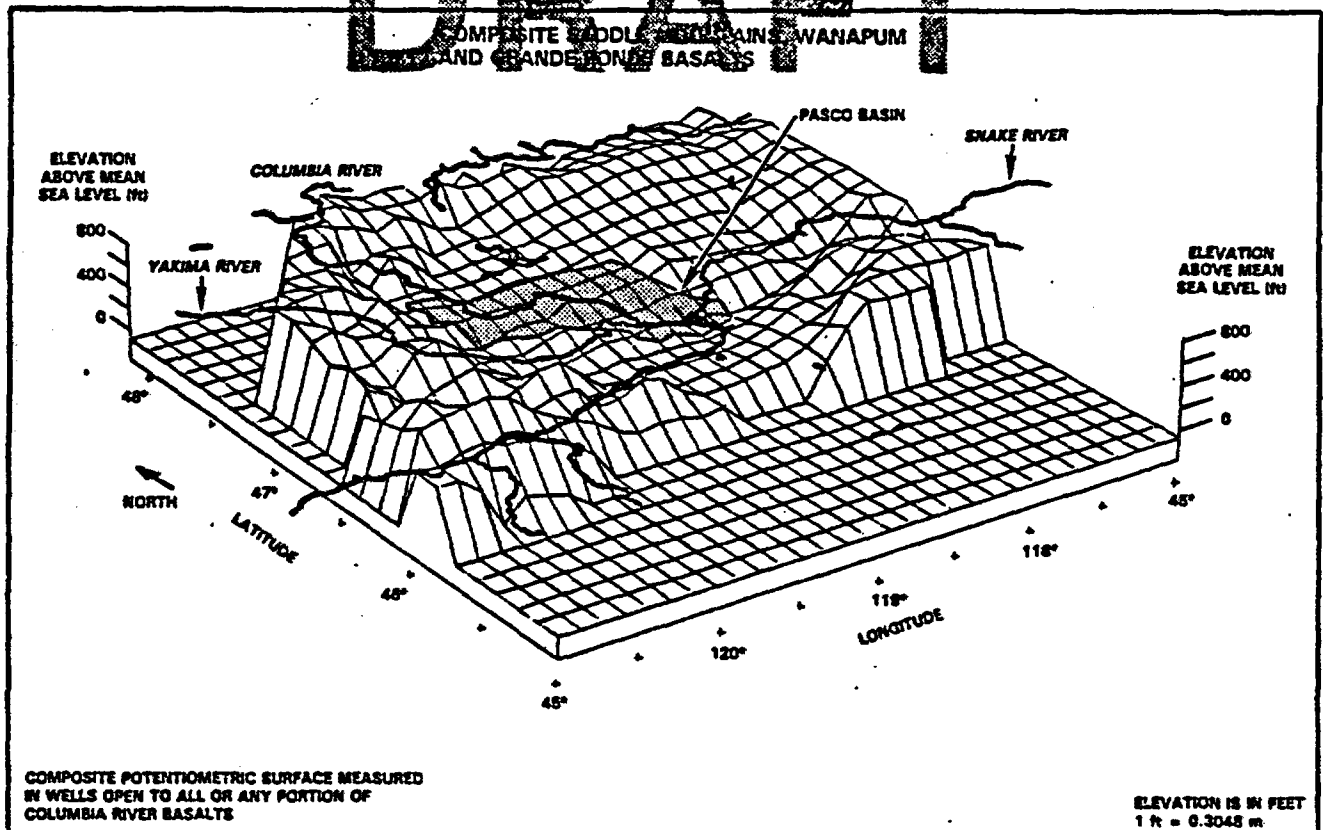 DRAFT
COMPOSITE SADDLE MOUNTAINS, WANAPUM
AND GRANDE RONDE BASALTS
PASCO BASIN
SNAKE RIVER
ELEVATION
ABOVE MEAN
SEA LEVEL (ft)
COLUMBIA RIVER
800
400
0
YAKIMA RIVER
ELEVATION
ABOVE MEAN
SEA LEVEL (ft)
800
400
0
48°
NORTH
47°
LATITUDE
46°
45°
120°
119°
LONGITUDE
118°
45°
COMPOSITE POTENTIOMETRIC SURFACE MEASURED
IN WELLS OPEN TO ALL OR ANY PORTION OF
COLUMBIA RIVER BASALTS
ELEVATION IS IN FEET
1 ft = 0.3048 m